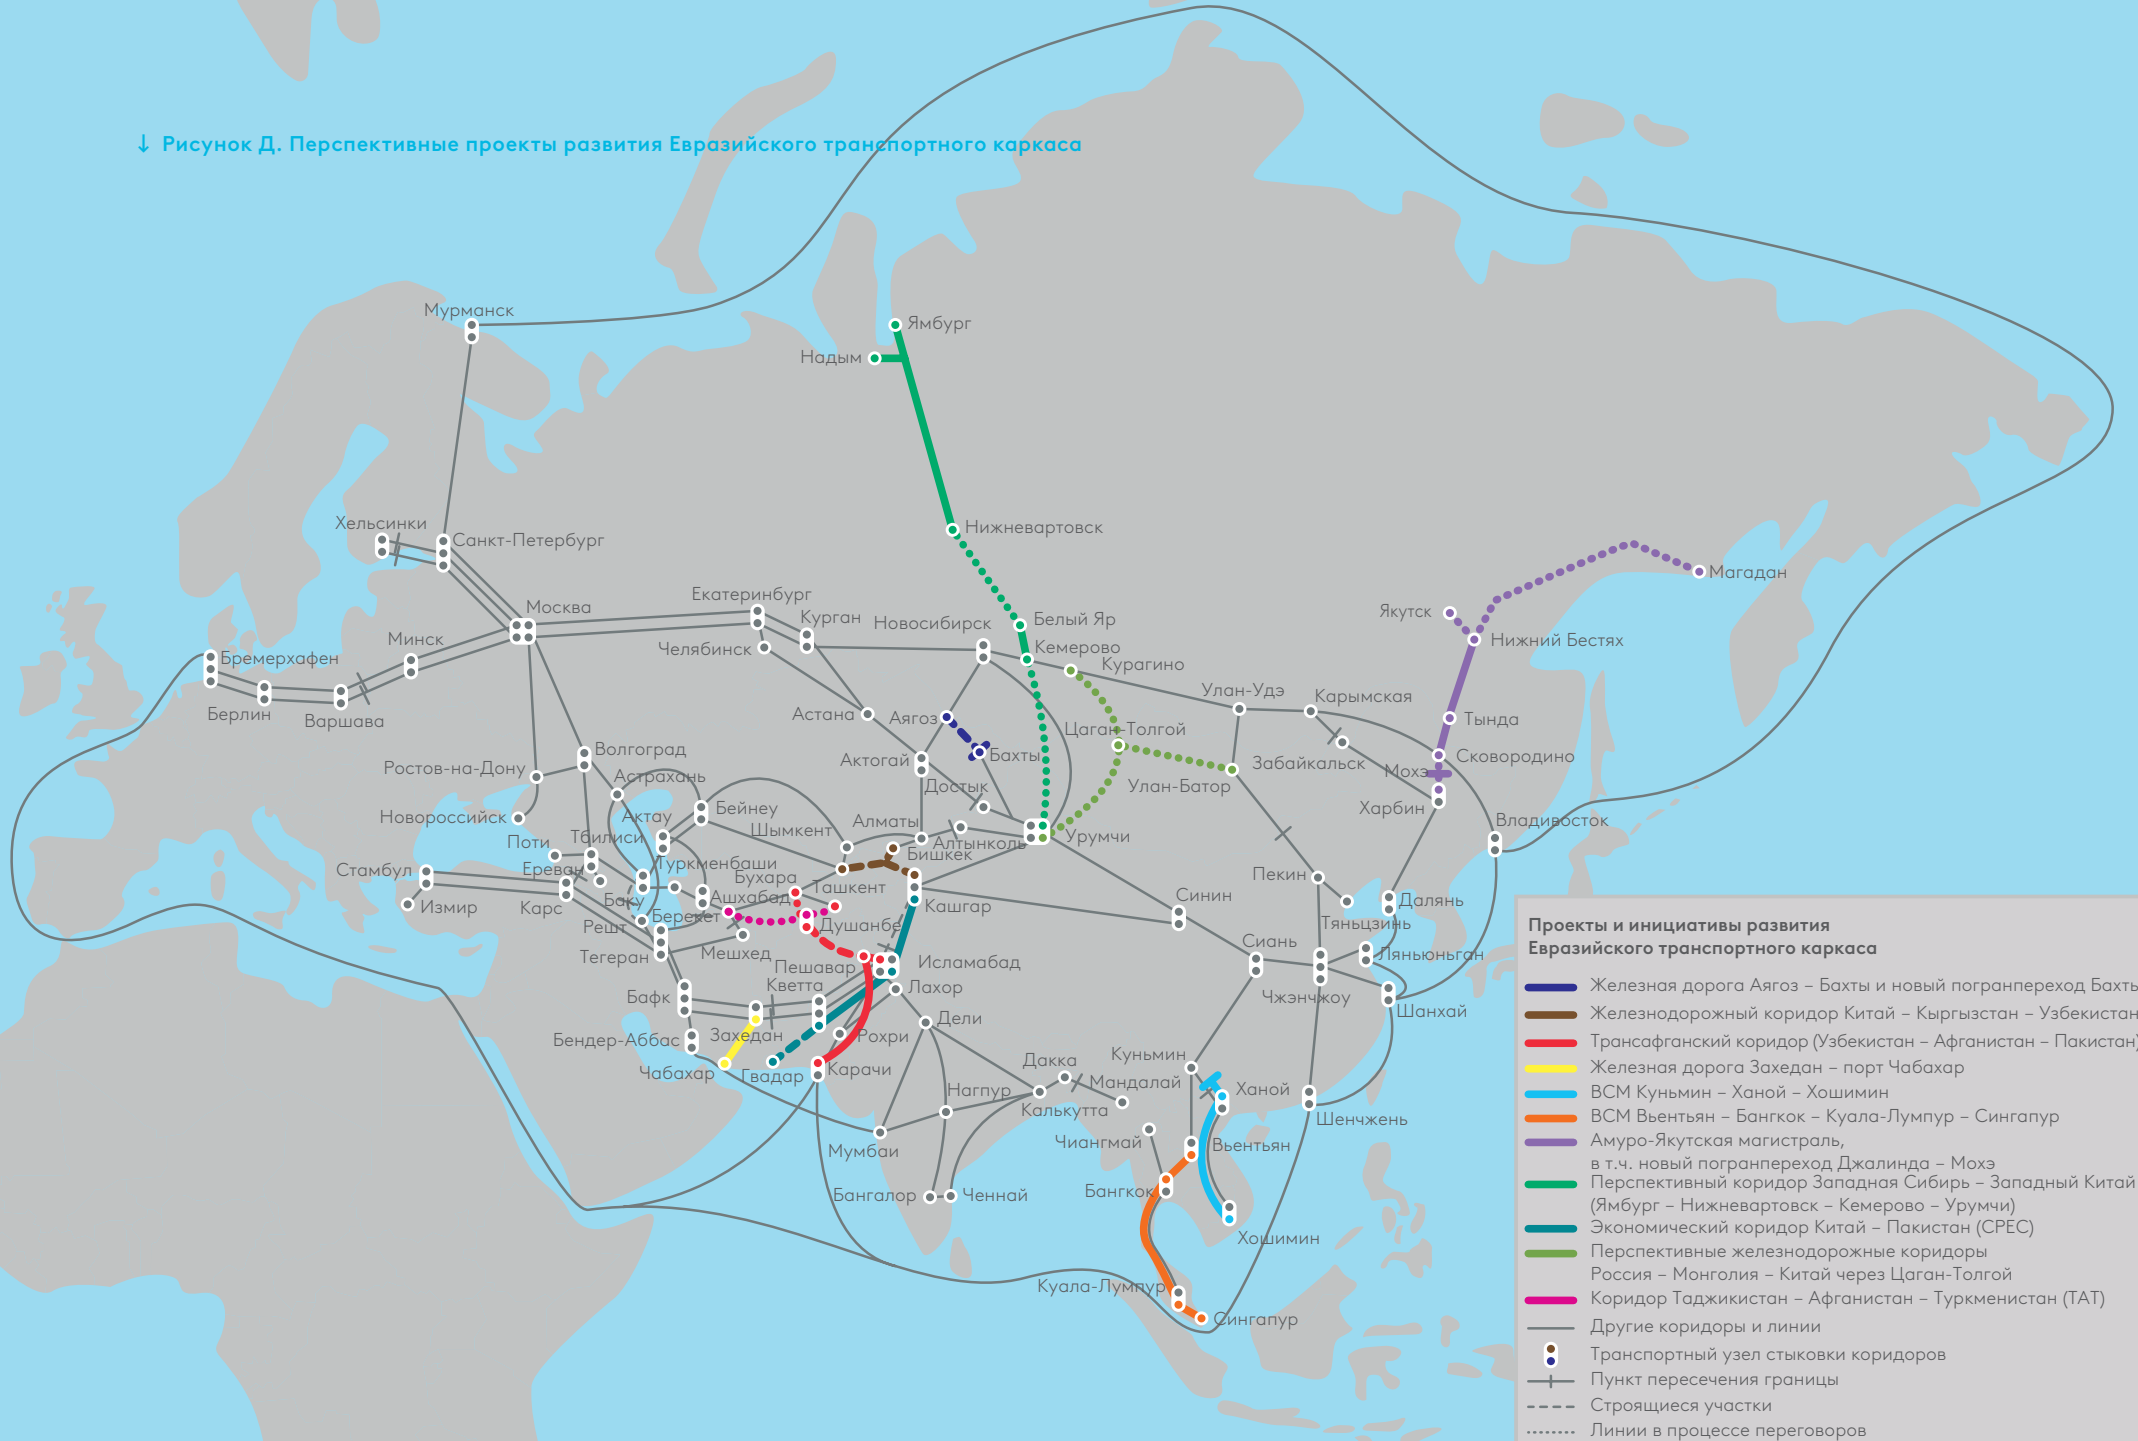 ↓ Рисунок Д. Перспективные проекты развития Евразийского транспортного каркаса
Мурманск
Ямбург
Надым
Хельсинки
Санкт-Петербург
Нижневартовск
Магадан
Екатеринбург
Москва
Курган
Новосибирск
Белый Яр
Якутск
Минск
Челябинск
Кемерово
Нижний Бестях
Бремерхафен
Курагино
Берлин
Варшава
Астана
Аягоз
Улан-Удэ
Карымская
Тында
Цаган-Толгой
Волгоград
Ростов-на-Дону
Астрахань
Актогай
Бахты
Забайкальск
Сковородино
Мохэ
Достык
Улан-Батор
Харбин
Новороссийск
Актау
Бейнеу
Шымкент
Алматы
Владивосток
Поти
Тбилиси
Алтынколь
Урумчи
Бишкек
Стамбул
Ереван
Туркменбаши
Бухара
Ташкент
Пекин
Измир
Карс
Баку
Ашхабад
Кашгар
Синин
Далянь
Решт
Берекет
Душанбе
Тяньцзинь
Тегеран
Мешхед
Пешавар
Исламабад
Сиань
Ляньюньган
Бафк
Кветта
Лахор
Чжэнчжоу
Шанхай
Бендер-Аббас
Захедан
Рохри
Дели
Чабахар
Гвадар
Карачи
Дакка
Куньмин
Мандалай
Ханой
Нагпур
Калькутта
Шенчжень
Мумбаи
Чиангмай
Вьентьян
Бангалор
Ченнай
Бангкок
Хошимин
Куала-Лумпур
Сингапур
Проекты и инициативы развития
Евразийского транспортного каркаса
Железная дорога Аягоз – Бахты и новый погранпереход Бахты
Железнодорожный коридор Китай – Кыргызстан – Узбекистан
Трансафганский коридор (Узбекистан – Афганистан – Пакистан)
Железная дорога Захедан – порт Чабахар
ВСМ Куньмин – Ханой – Хошимин
ВСМ Вьентьян – Бангкок – Куала-Лумпур – Сингапур
Амуро-Якутская магистраль,
в т.ч. новый погранпереход Джалинда – Мохэ
Перспективный коридор Западная Сибирь – Западный Китай
(Ямбург – Нижневартовск – Кемерово – Урумчи)
Экономический коридор Китай – Пакистан (CPEC)
Перспективные железнодорожные коридоры
Россия – Монголия – Китай через Цаган-Толгой
Коридор Таджикистан – Афганистан – Туркменистан (ТАТ)
Другие коридоры и линии
Транспортный узел стыковки коридоров
Пункт пересечения границы
Строящиеся участки
Линии в процессе переговоров